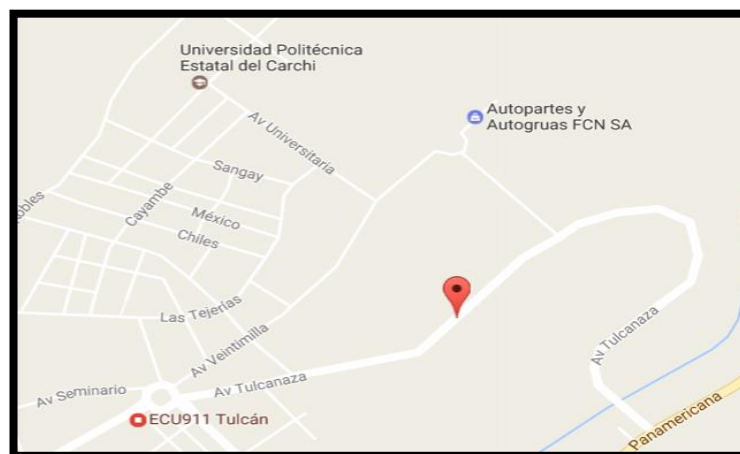 Universidad Politécnica
Estatal del Carchi
Autopartes y
Autogruas FCN SA
Av Universitaria
Sangay
Cayambe
México
Chiles
Las Tejerías
Av Veintimilla
Av Tulcanaza
Av Seminario
Av Tulcanaza
ECU911 Tulcán
Panamericana